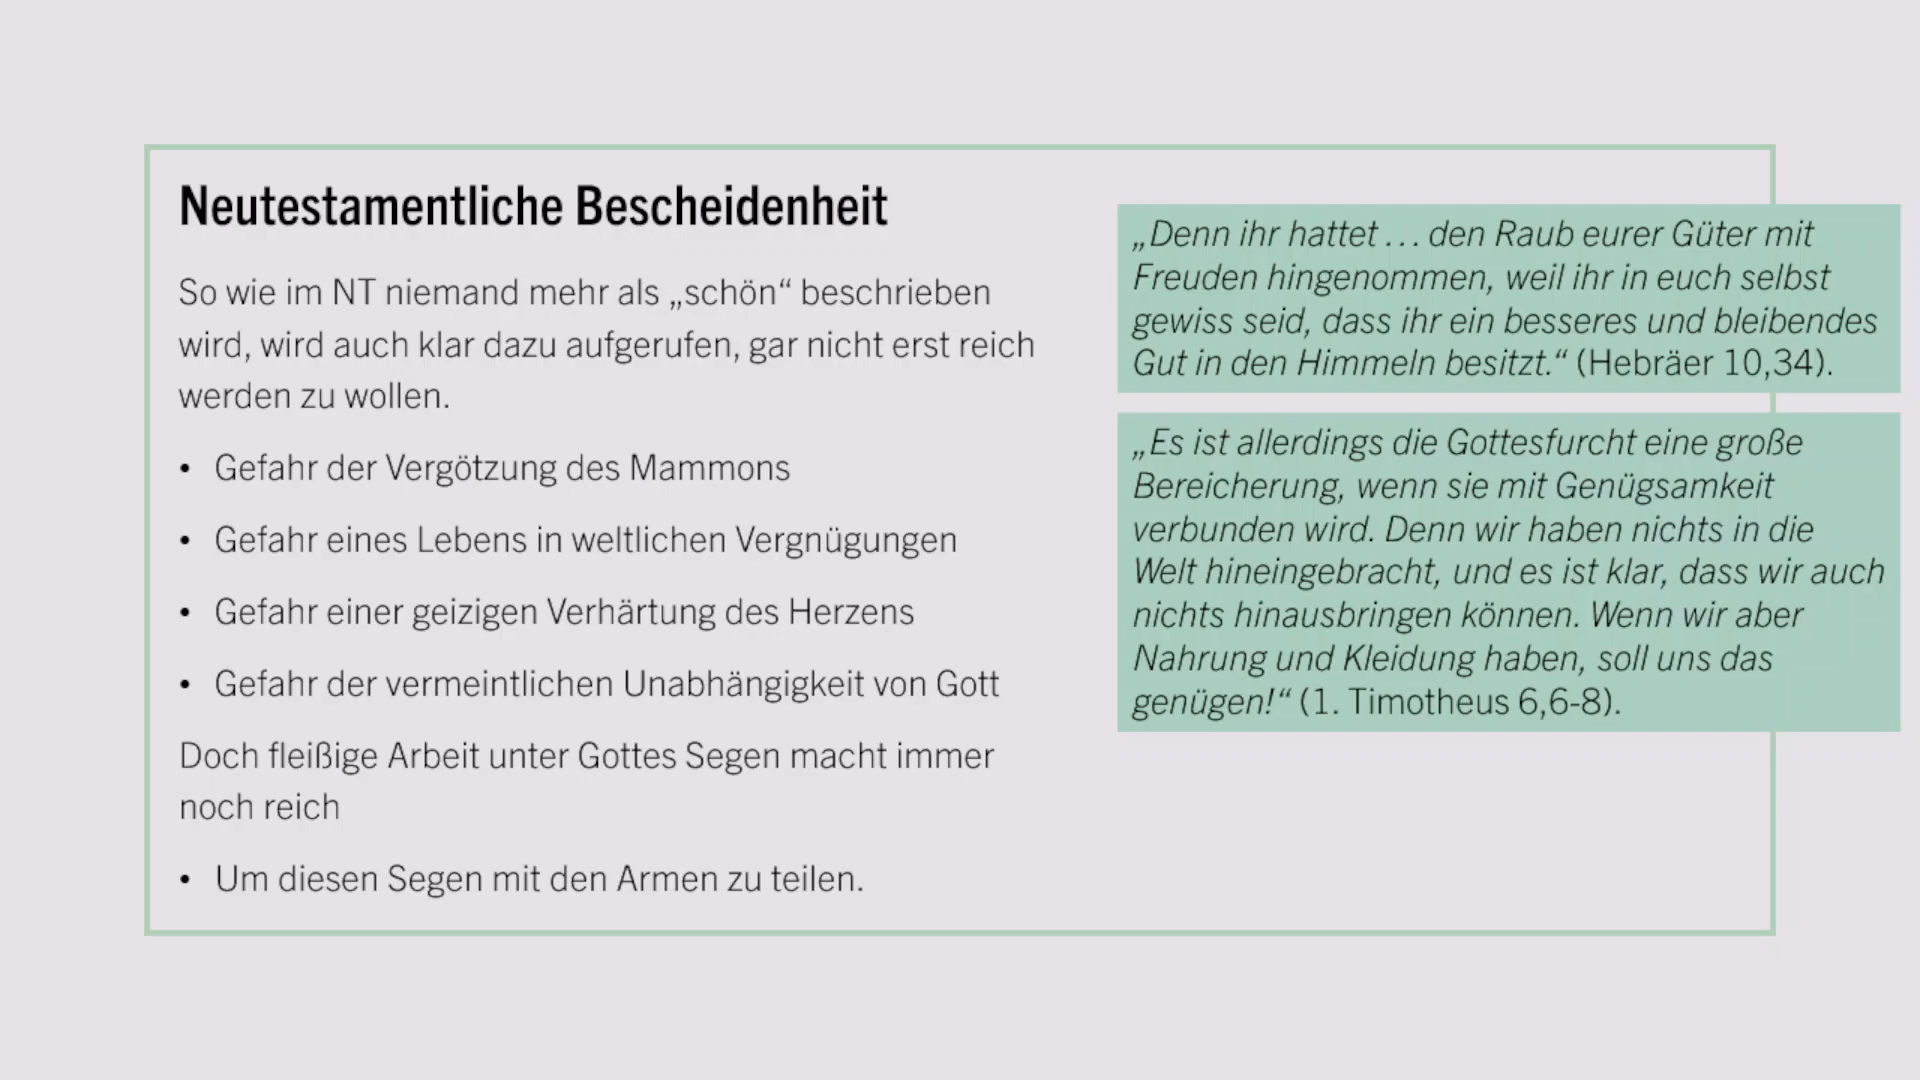 Neutestamentliche Bescheidenheit
So wie im NT niemand mehr als „schön“ beschrieben
wird, wird auch klar dazu aufgerufen, gar nicht erst reich
werden zu wollen.
• Gefahr der Vergötzung des Mammons
• Gefahr eines Lebens in weltlichen Vergnügungen
• Gefahr einer geizigen Verhärtung des Herzens
• Gefahr der vermeintlichen Unabhängigkeit von Gott
Doch fleißige Arbeit unter Gottes Segen macht immer
noch reich
• Um diesen Segen mit den Armen zu teilen.
„Denn ihr hattet … den Raub eurer Güter mit
Freuden hingenommen, weil ihr in euch selbst
gewiss seid, dass ihr ein besseres und bleibendes
Gut in den Himmeln besitzt.“ (Hebräer 10,34).
„Es ist allerdings die Gottesfurcht eine große
Bereicherung, wenn sie mit Genügsamkeit
verbunden wird. Denn wir haben nichts in die
Welt hineingebracht, und es ist klar, dass wir auch
nichts hinausbringen können. Wenn wir aber
Nahrung und Kleidung haben, soll uns das
genügen!“ (1. Timotheus 6,6-8).